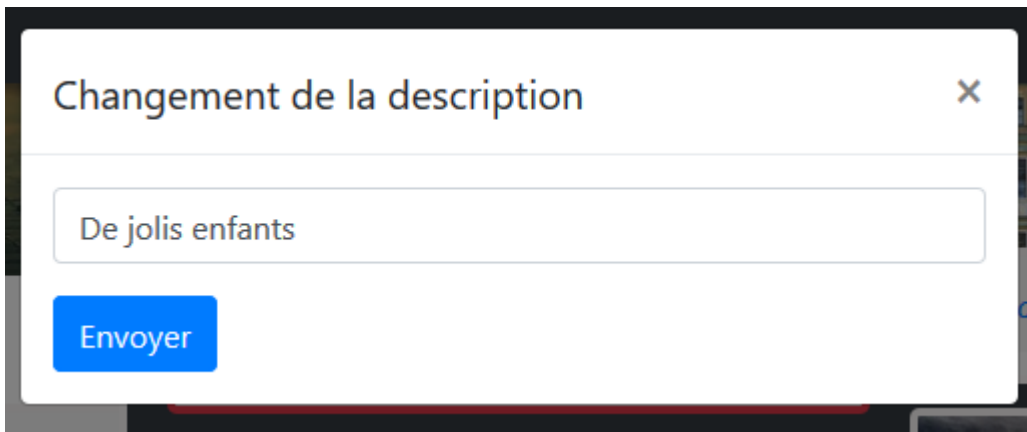 Changement de la description ×
De jolis enfants
Envoyer